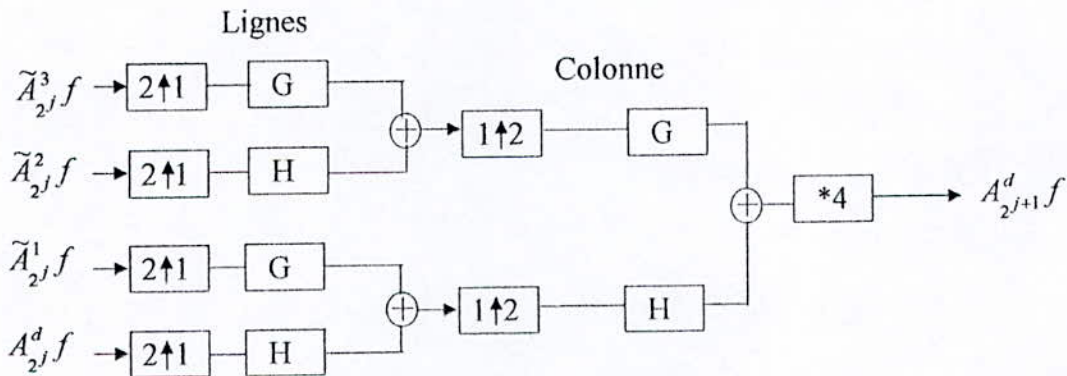 Lignes
Colonne
Ã³_{2^j} f 2↑1 G
Ã²_{2^j} f 2↑1 H
+ 1↑2 G
Ã¹_{2^j} f 2↑1 G
A^d_{2^j} f 2↑1 H
+ 1↑2 H
+ *4 A^d_{2^{j+1}} f